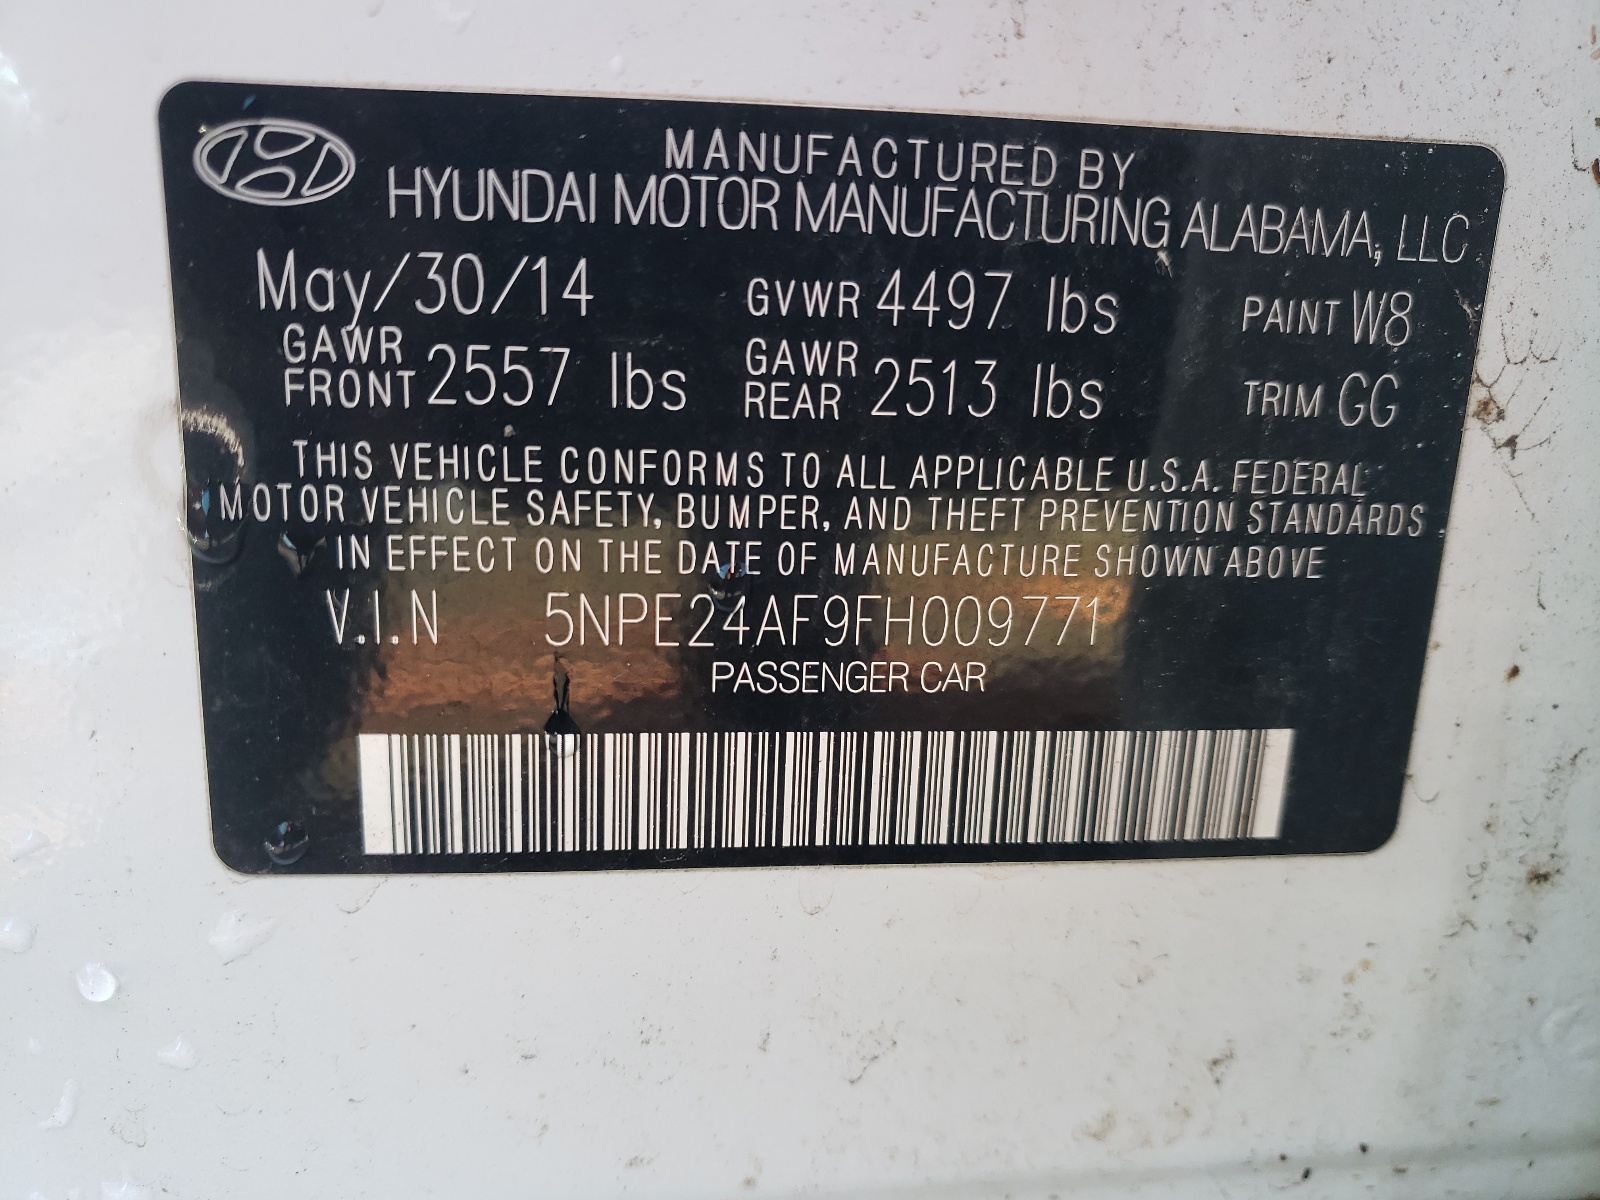 MANUFACTURED BY
HYUNDAI MOTOR MANUFACTURING ALABAMA, LLC
May/30/14 GVWR 4497 lbs PAINT W8
GAWR FRONT 2557 lbs GAWR REAR 2513 lbs TRIM GG
THIS VEHICLE CONFORMS TO ALL APPLICABLE U.S.A. FEDERAL
MOTOR VEHICLE SAFETY, BUMPER, AND THEFT PREVENTION STANDARDS
IN EFFECT ON THE DATE OF MANUFACTURE SHOWN ABOVE
V.I.N 5NPE24AF9FH009771
PASSENGER CAR